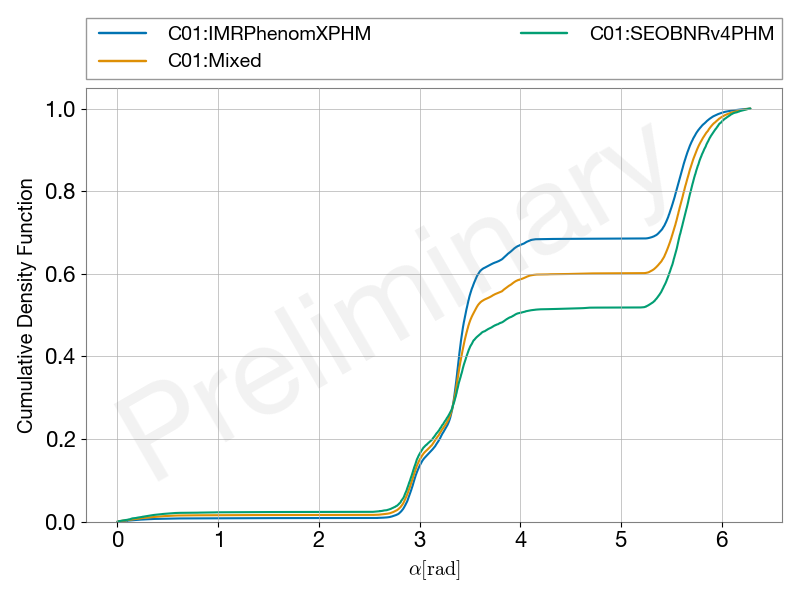 C01:IMRPhenomXPHM
C01:Mixed
C01:SEOBNRv4PHM
Preliminary
Cumulative Density Function
1.0
0.8
0.6
0.4
0.2
0.0
0 1 2 3 4 5 6
α[rad]